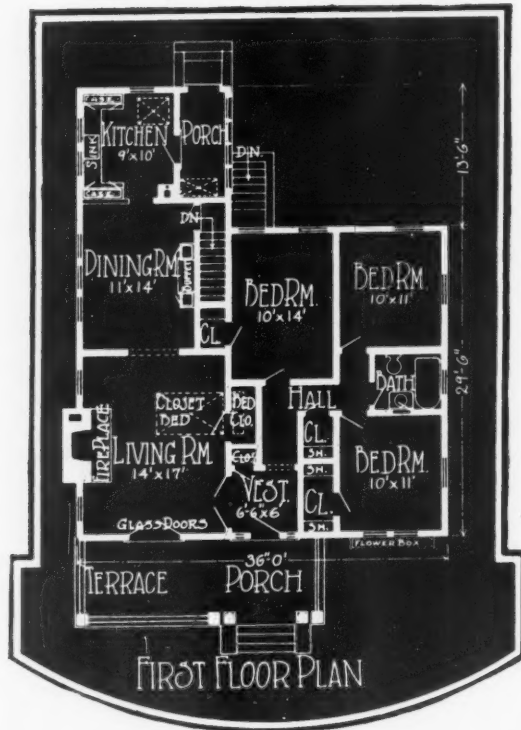 CASE
KITCHEN
9'x10'
SINK
CASE
PORCH
DN.
13'-6"
DN
DINING RM.
11'x14'
BUFFET
BED RM.
10'x14'
BED RM.
10'x11'
CL.
29'-6"
BATH
HALL
CLOSET
BED
BED
CLO.
FIREPLACE
LIVING RM.
14'x17'
CLO.
CL.
SH.
SH.
BED RM.
10'x11'
VEST.
6'-6"x6'
CL.
SH.
GLASS DOORS
FLOWER BOX
36"0'
TERRACE
PORCH
FIRST FLOOR PLAN